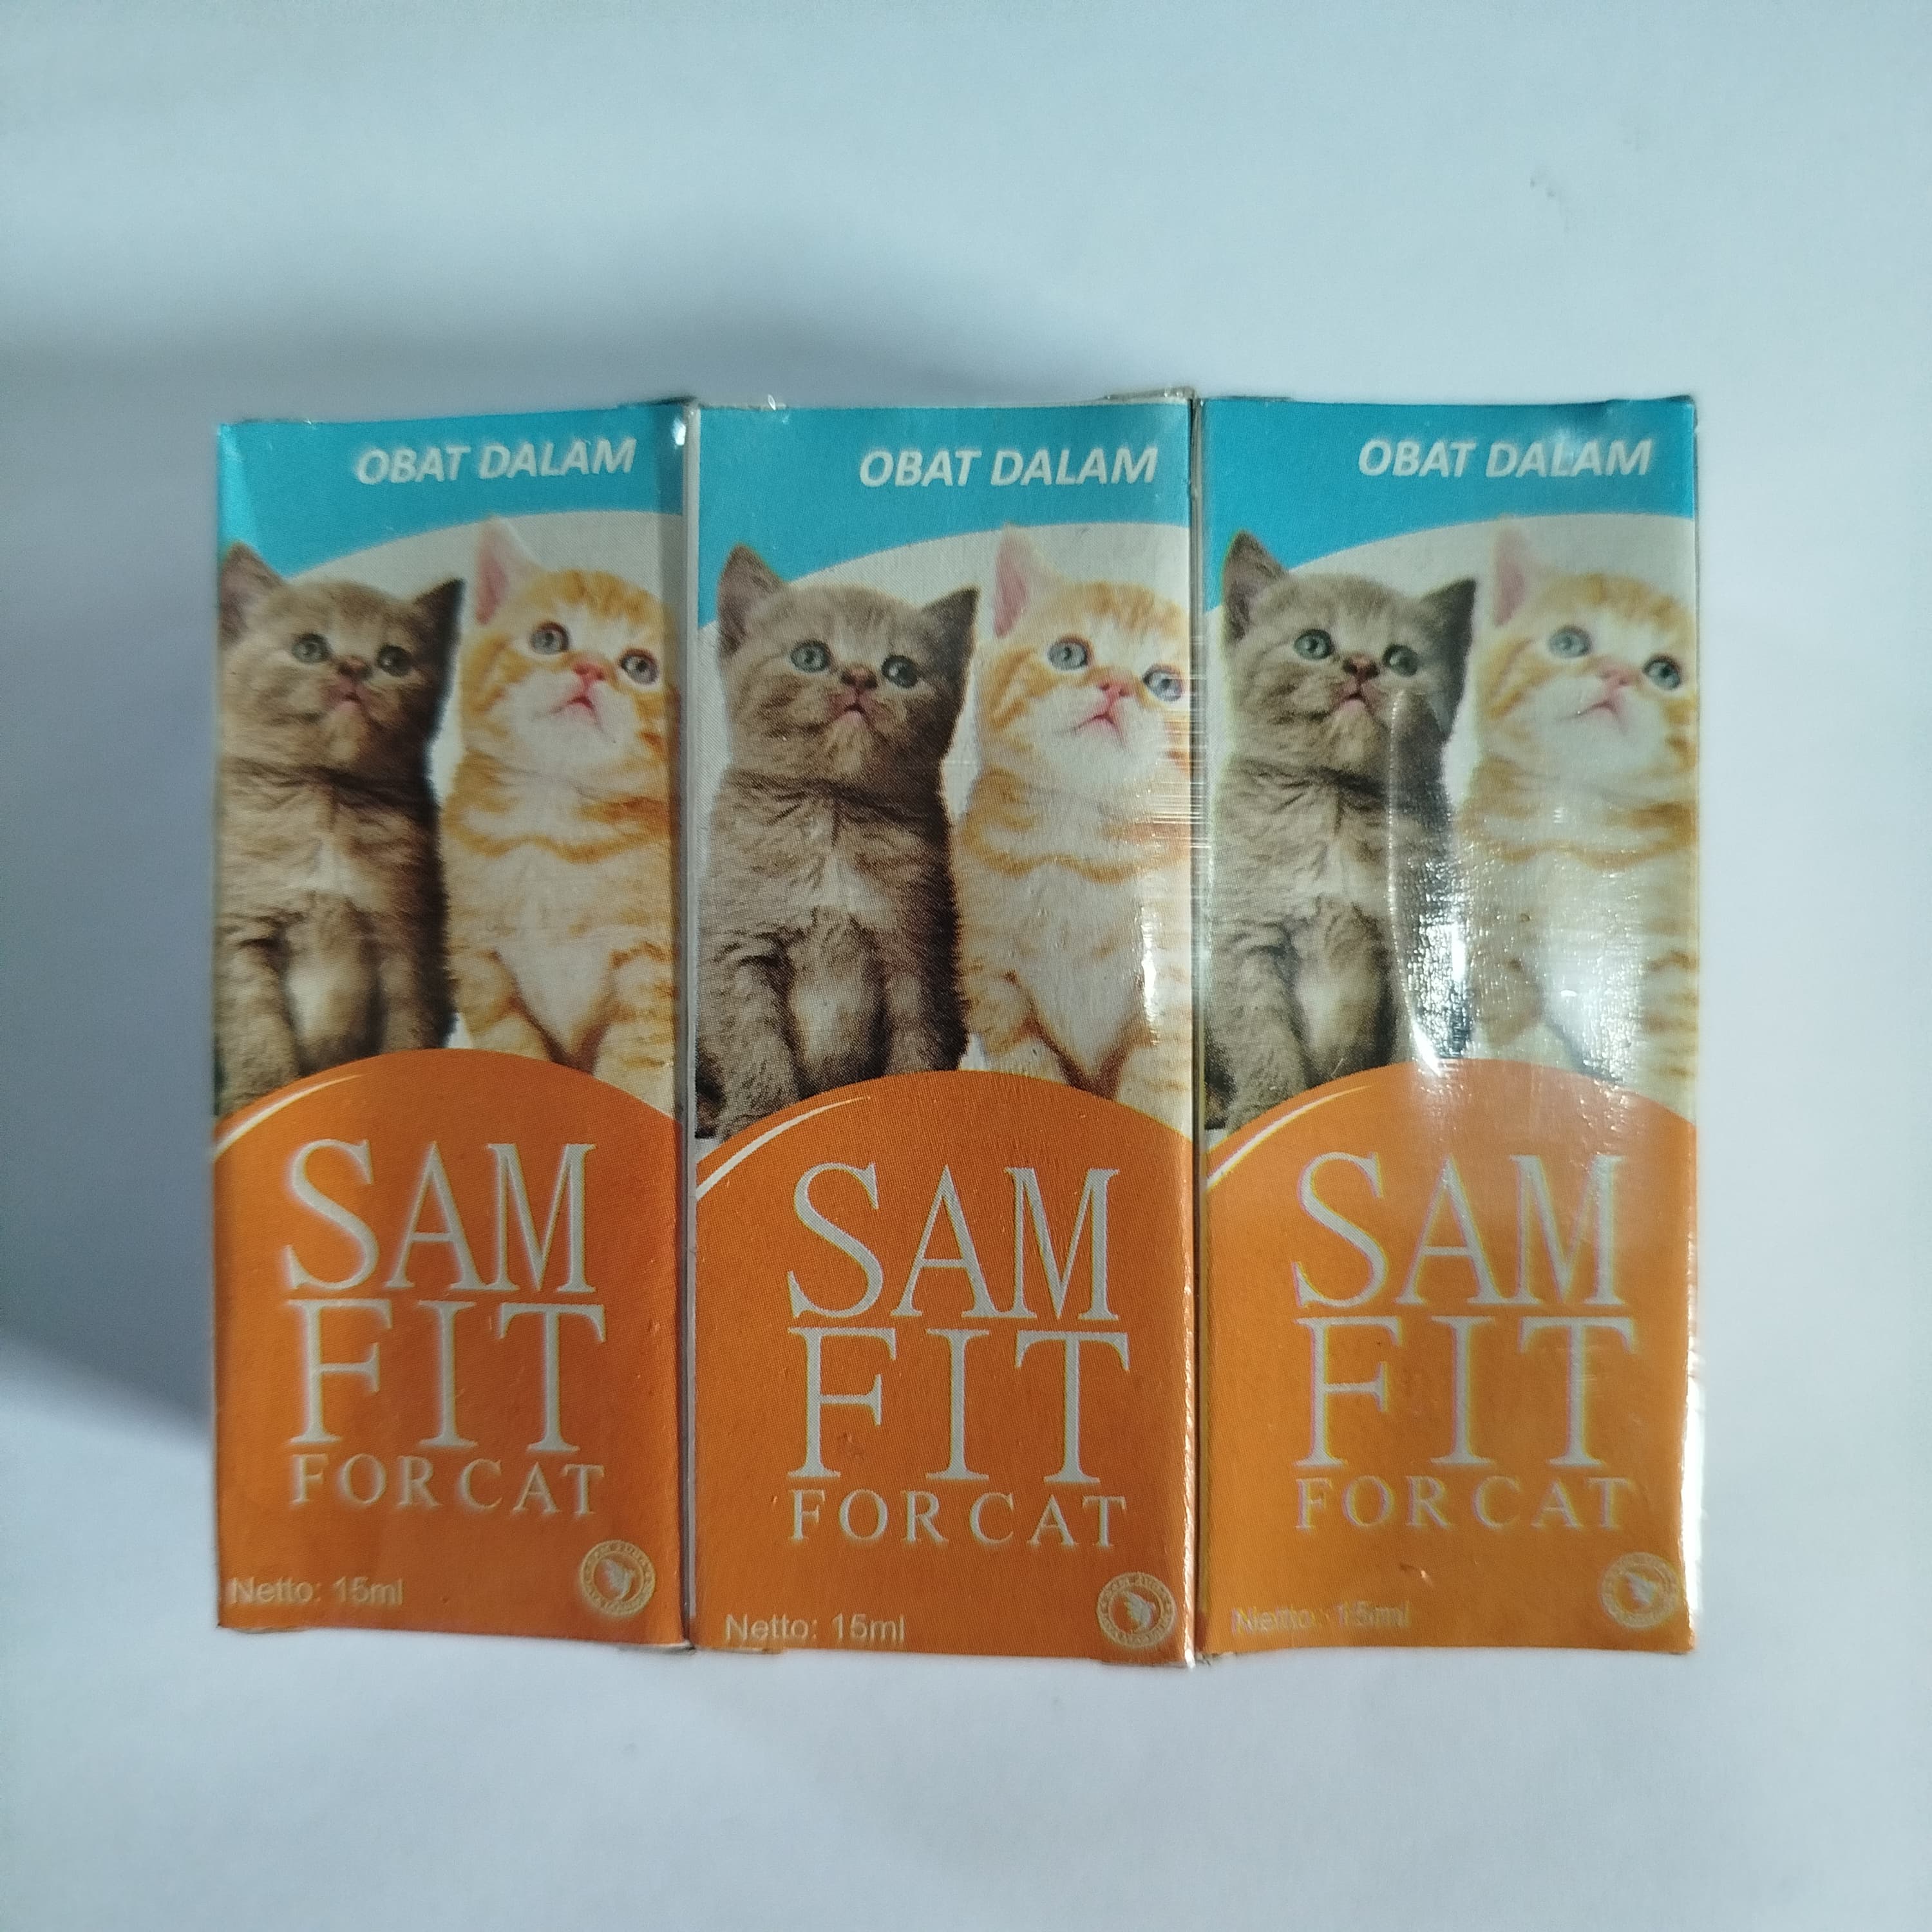 OBAT DALAM
SAM
FIT
FOR CAT
Netto: 15ml
OBAT DALAM
SAM
FIT
FOR CAT
Netto: 15ml
OBAT DALAM
SAM
FIT
FOR CAT
Netto: 15ml